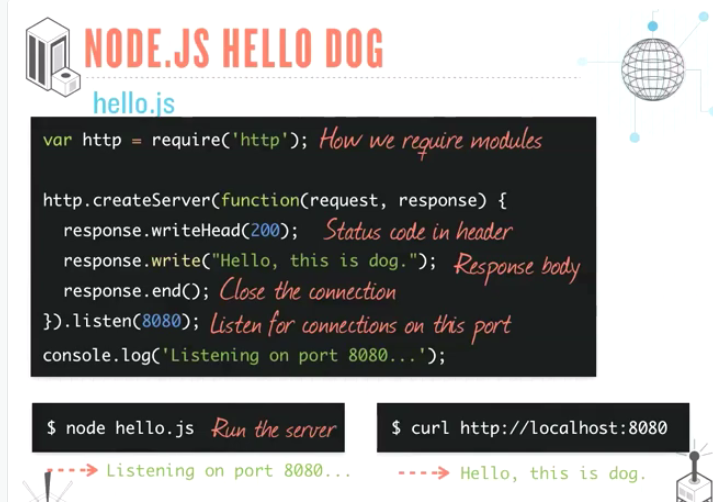 NODE.JS HELLO DOG
hello.js
var http = require('http'); How we require modules
http.createServer(function(request, response) {
response.writeHead(200); Status code in header
response.write("Hello, this is dog."); Response body
response.end(); Close the connection
}).listen(8080); Listen for connections on this port
console.log('Listening on port 8080...');
$ node hello.js Run the server
$ curl http://localhost:8080
Listening on port 8080...
Hello, this is dog.